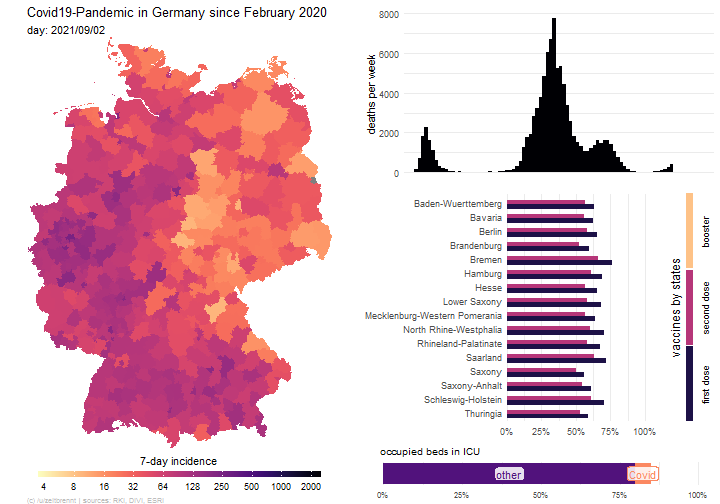 Covid19-Pandemic in Germany since February 2020
day: 2021/09/02
7-day incidence
4 8 16 32 64 125 250 500 1000 2000
(c) /u/zeitbremt | sources: RKI, DIVI, ESRI
deaths per week
8000
6000
4000
2000
0
Baden-Wuerttemberg
Bavaria
Berlin
Brandenburg
Bremen
Hamburg
Hesse
Lower Saxony
Mecklenburg-Western Pomerania
North Rhine-Westphalia
Rhineland-Palatinate
Saarland
Saxony
Saxony-Anhalt
Schleswig-Holstein
Thuringia
0% 25% 50% 75% 100%
vaccines by states
booster
second dose
first dose
occupied beds in ICU
other
Covid
0% 25% 50% 75% 100%